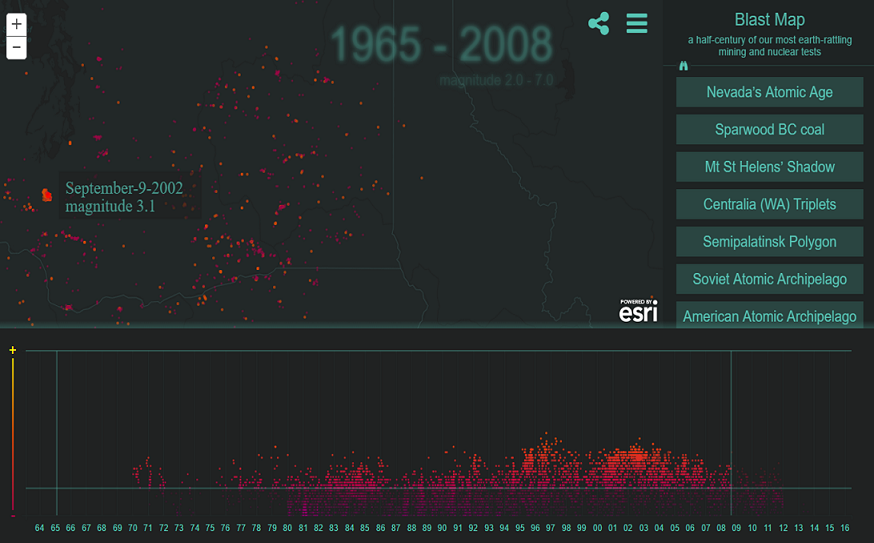 +
−
1965 - 2008
magnitude 2.0 - 7.0
September-9-2002
magnitude 3.1
POWERED BY
esri
Blast Map
a half-century of our most earth-rattling
mining and nuclear tests
Nevada's Atomic Age
Sparwood BC coal
Mt St Helens' Shadow
Centralia (WA) Triplets
Semipalatinsk Polygon
Soviet Atomic Archipelago
American Atomic Archipelago
+
-
64 65 66 67 68 69 70 71 72 73 74 75 76 77 78 79 80 81 82 83 84 85 86 87 88 89 90 91 92 93 94 95 96 97 98 99 00 01 02 03 04 05 06 07 08 09 10 11 12 13 14 15 16